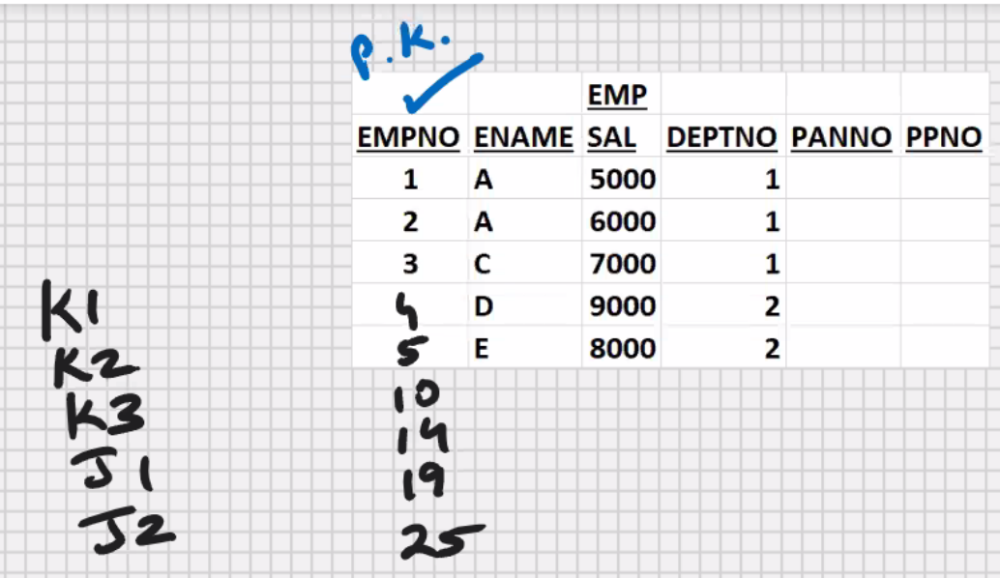 P.K.
EMP
EMPNO ENAME SAL DEPTNO PANNO PPNO
1 A 5000 1
2 A 6000 1
3 C 7000 1
K1 4 D 9000 2
K2 5 E 8000 2
K3 10
J1 14
J2 19
25